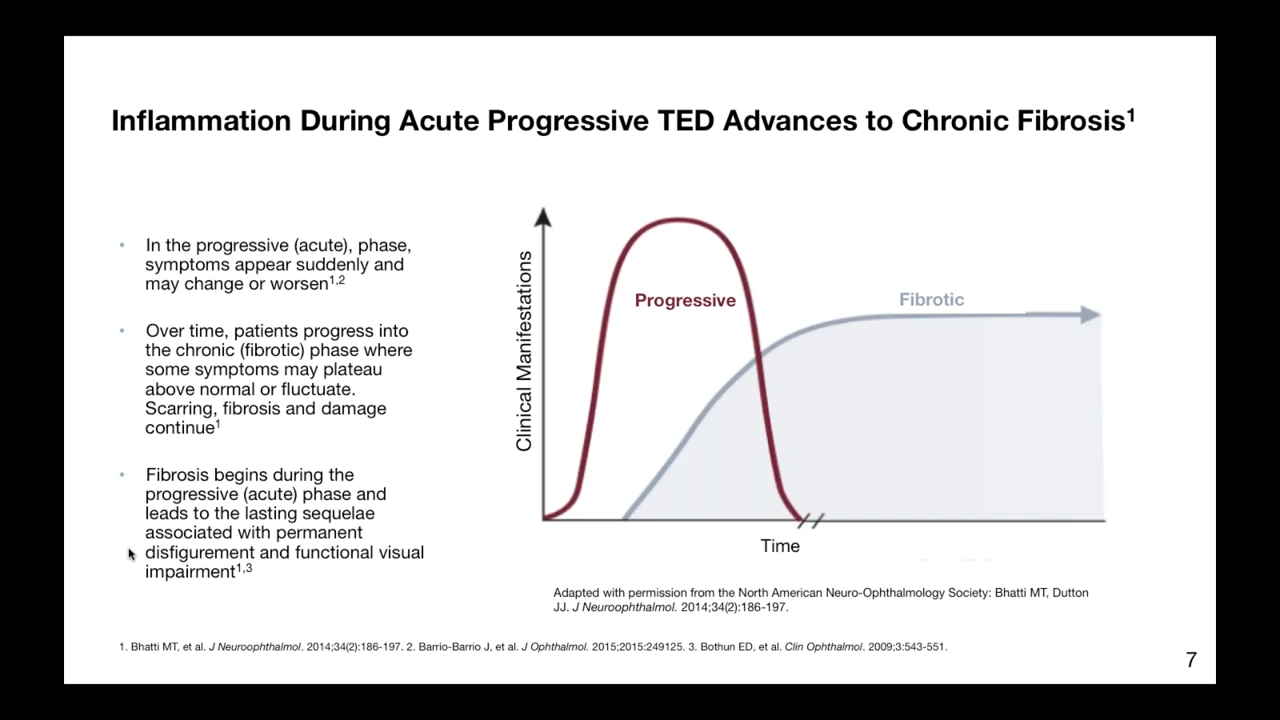 Inflammation During Acute Progressive TED Advances to Chronic Fibrosis¹
• In the progressive (acute), phase,
symptoms appear suddenly and
may change or worsen¹,²
• Over time, patients progress into
the chronic (fibrotic) phase where
some symptoms may plateau
above normal or fluctuate.
Scarring, fibrosis and damage
continue¹
• Fibrosis begins during the
progressive (acute) phase and
leads to the lasting sequelae
associated with permanent
disfigurement and functional visual
impairment¹,³
Clinical Manifestations
Progressive
Fibrotic
Time
Adapted with permission from the North American Neuro-Ophthalmology Society: Bhatti MT, Dutton
JJ. J Neuroophthalmol. 2014;34(2):186-197.
1. Bhatti MT, et al. J Neuroophthalmol. 2014;34(2):186-197. 2. Barrio-Barrio J, et al. J Ophthalmol. 2015;2015:249125. 3. Bothun ED, et al. Clin Ophthalmol. 2009;3:543-551.
7